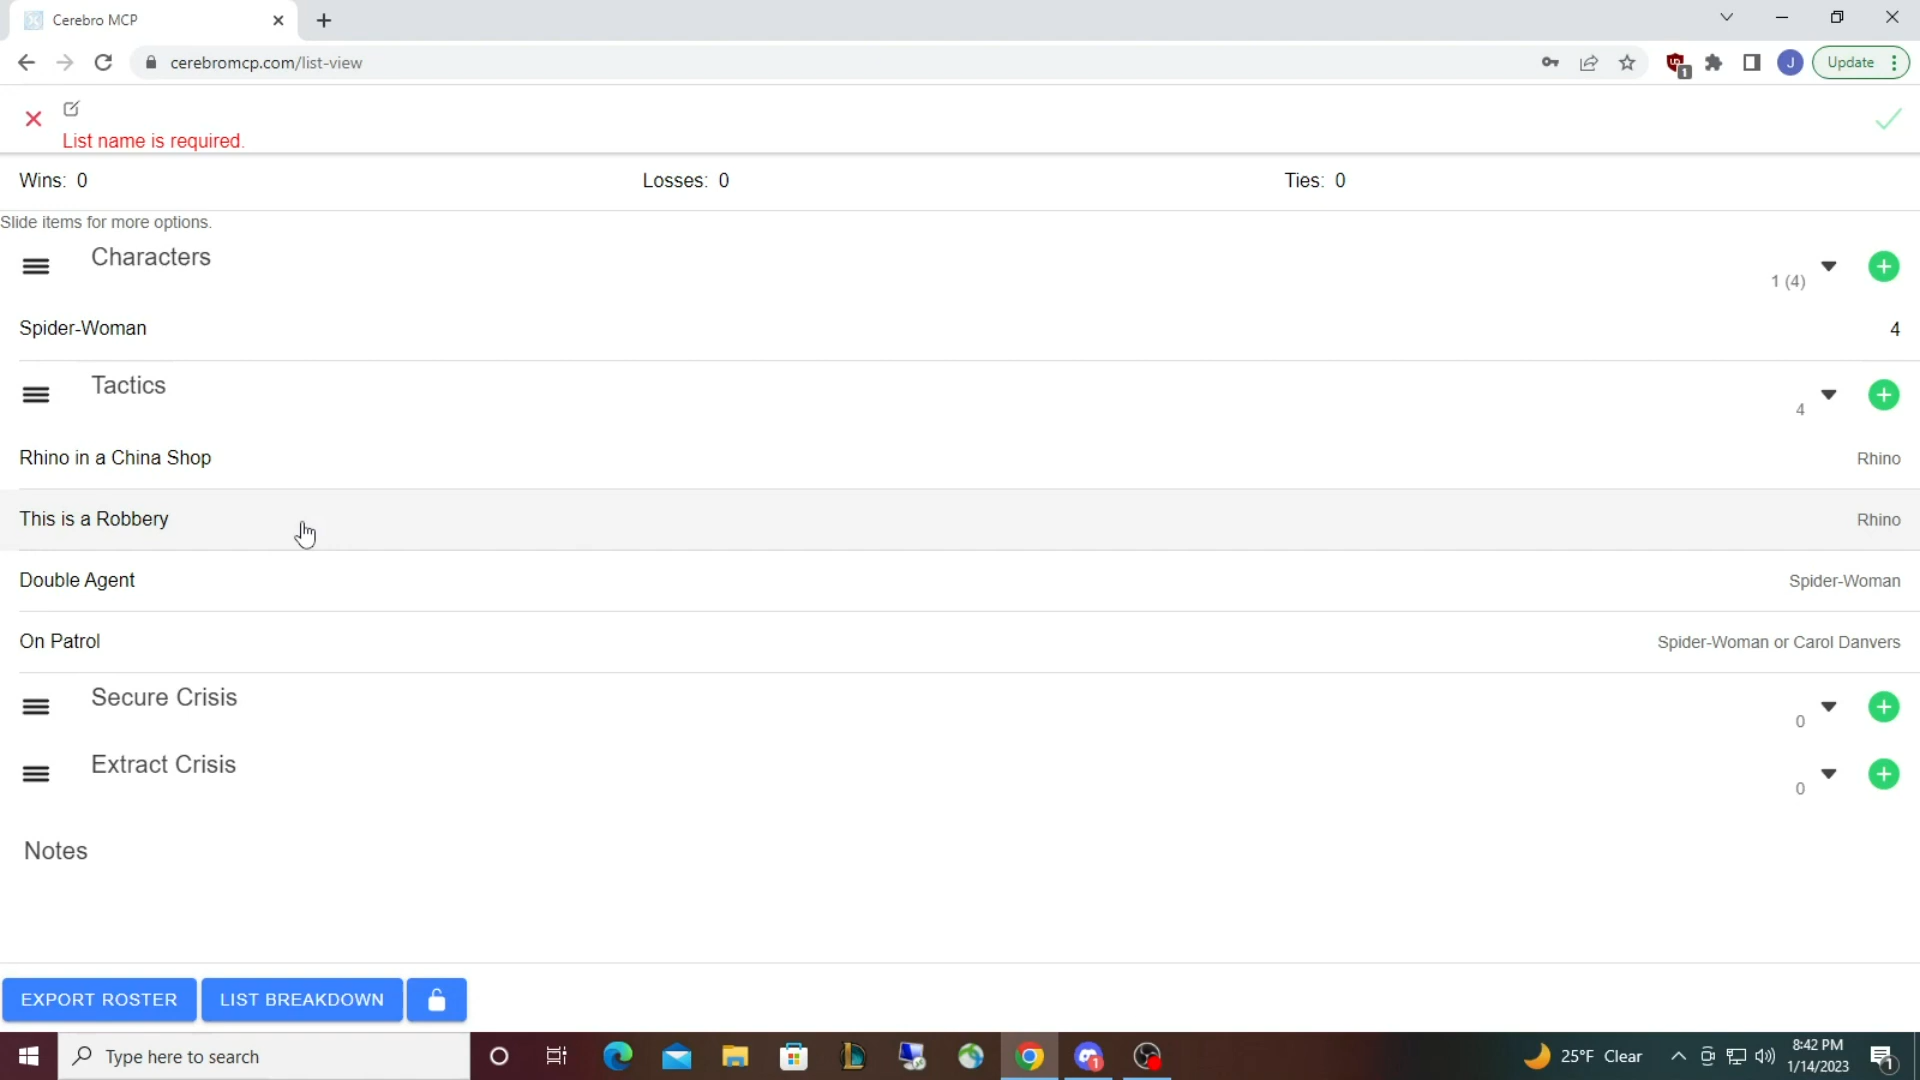 Cerebro MCP
cerebromcp.com/list-view
1
J
Update
List name is required.
Wins: 0
Losses: 0
Ties: 0
Slide items for more options.
Characters
1 (4)
Spider-Woman
4
Tactics
4
Rhino in a China Shop
Rhino
This is a Robbery
Rhino
Double Agent
Spider-Woman
On Patrol
Spider-Woman or Carol Danvers
Secure Crisis
0
Extract Crisis
0
Notes
EXPORT ROSTER
LIST BREAKDOWN
Type here to search
1
25°F Clear
8:42 PM
1/14/2023
1